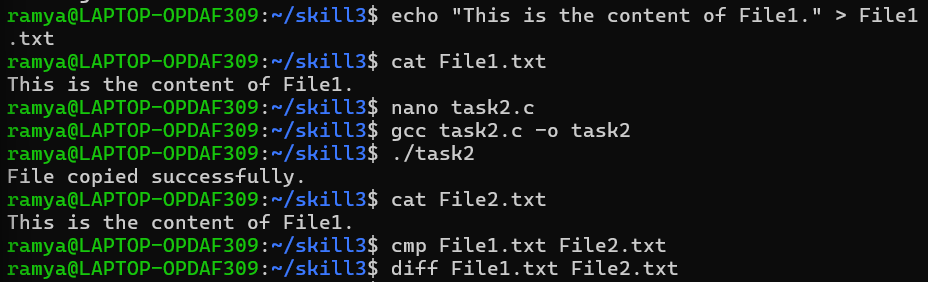 ramya@LAPTOP-OPDAF309:~/skill3$ echo "This is the content of File1." > File1
.txt
ramya@LAPTOP-OPDAF309:~/skill3$ cat File1.txt
This is the content of File1.
ramya@LAPTOP-OPDAF309:~/skill3$ nano task2.c
ramya@LAPTOP-OPDAF309:~/skill3$ gcc task2.c -o task2
ramya@LAPTOP-OPDAF309:~/skill3$ ./task2
File copied successfully.
ramya@LAPTOP-OPDAF309:~/skill3$ cat File2.txt
This is the content of File1.
ramya@LAPTOP-OPDAF309:~/skill3$ cmp File1.txt File2.txt
ramya@LAPTOP-OPDAF309:~/skill3$ diff File1.txt File2.txt